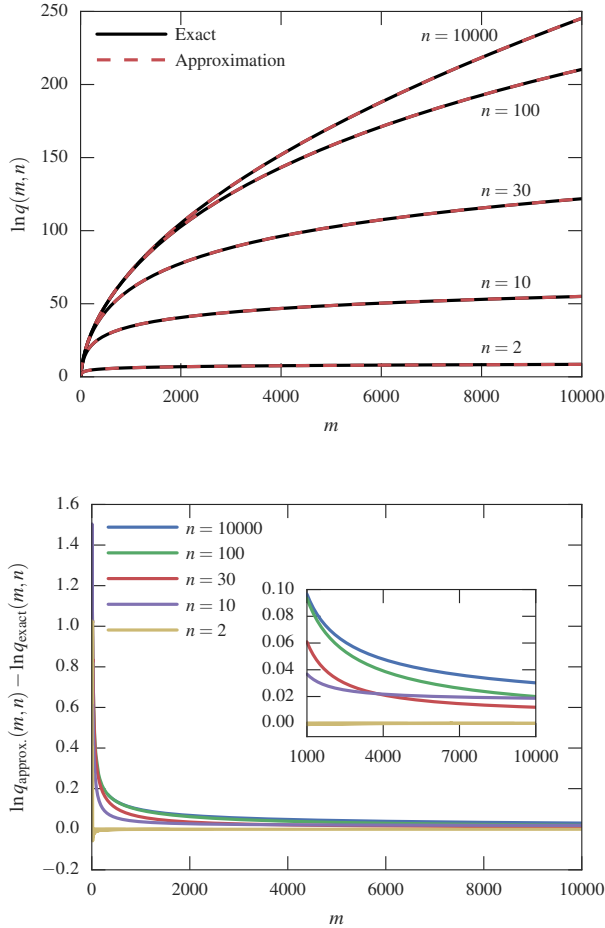 250
200
150
100
50
0
ln q(m, n)
Exact
Approximation
n = 10000
n = 100
n = 30
n = 10
n = 2
0 2000 4000 6000 8000 10000
m
1.6
1.4
1.2
1.0
0.8
0.6
0.4
0.2
0.0
−0.2
ln q_approx.(m, n) − ln q_exact(m, n)
n = 10000
n = 100
n = 30
n = 10
n = 2
0.10
0.08
0.06
0.04
0.02
0.00
1000 4000 7000 10000
0 2000 4000 6000 8000 10000
m